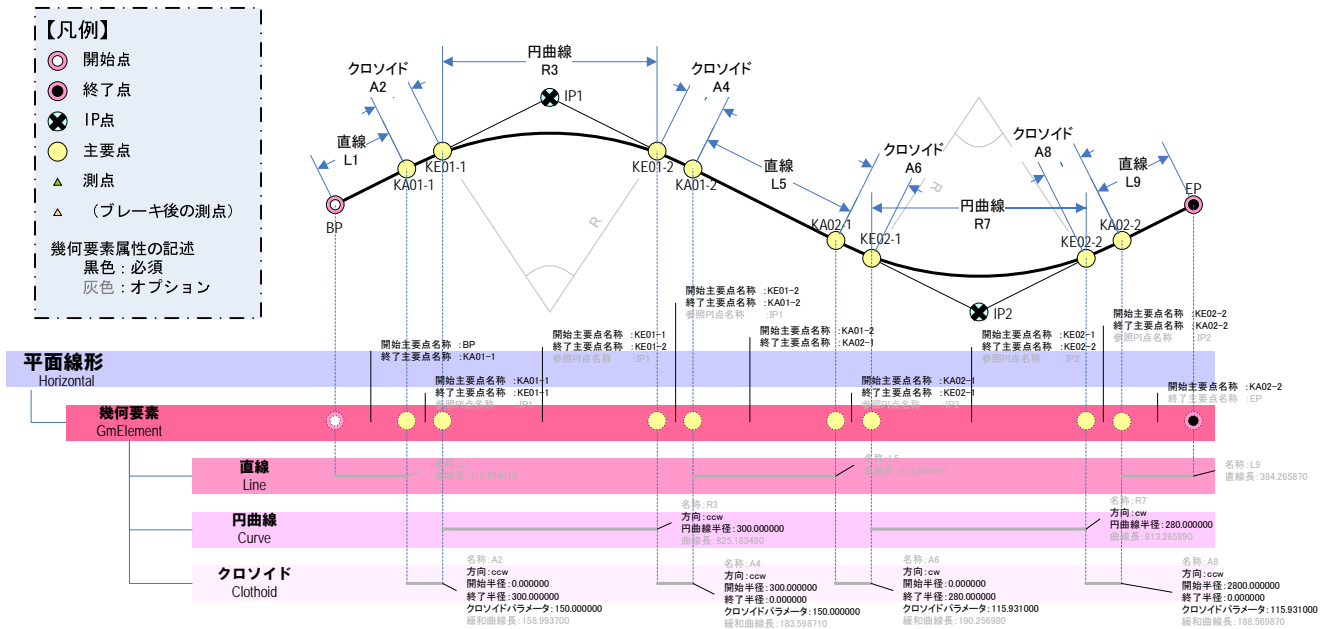 【凡例】
開始点
終了点
IP点
主要点
測点
（ブレーキ後の測点）
幾何要素属性の記述
黒色：必須
灰色：オプション
円曲線
R3
クロソイド
A2
クロソイド
A4
IP1
直線
L1
KE01-1
KA01-1
BP
KE01-2
KA01-2
R
直線
L5
クロソイド
A6
クロソイド
A8
R
円曲線
R7
直線
L9
EP
KA02-1
KE02-1
KE02-2
KA02-2
IP2
開始主要点名称 :BP
終了主要点名称 :KA01-1
開始主要点名称 :KA01-1
終了主要点名称 :KE01-1
参照PI点名称 :IP1
開始主要点名称 :KE01-1
終了主要点名称 :KE01-2
参照PI点名称 :IP1
開始主要点名称 :KE01-2
終了主要点名称 :KA01-2
参照PI点名称 :IP1
開始主要点名称 :KA01-2
終了主要点名称 :KA02-1
開始主要点名称 :KA02-1
終了主要点名称 :KE02-1
参照PI点名称 :IP2
開始主要点名称 :KE02-1
終了主要点名称 :KE02-2
参照PI点名称 :IP2
開始主要点名称 :KE02-2
終了主要点名称 :KA02-2
参照PI点名称 :IP2
開始主要点名称 :KA02-2
終了主要点名称 :EP
平面線形
Horizontal
幾何要素
GmElement
直線
Line
名称:L1
名称:L5
名称:L9
直線長:384.265870
円曲線
Curve
名称:R3
方向:ccw
円曲線半径:300.000000
曲線長:825.183480
名称:R7
方向:cw
円曲線半径:280.000000
曲線長:813.265890
クロソイド
Clothoid
名称:A2
方向:ccw
開始半径:0.000000
終了半径:300.000000
クロソイドパラメータ:150.000000
緩和曲線長:158.993700
名称:A4
方向:ccw
開始半径:300.000000
終了半径:0.000000
クロソイドパラメータ:150.000000
緩和曲線長:183.598710
名称:A6
方向:cw
開始半径:0.000000
終了半径:280.000000
クロソイドパラメータ:115.931000
緩和曲線長:190.256980
名称:A8
方向:ccw
開始半径:2800.000000
終了半径:0.000000
クロソイドパラメータ:115.931000
緩和曲線長:188.569870